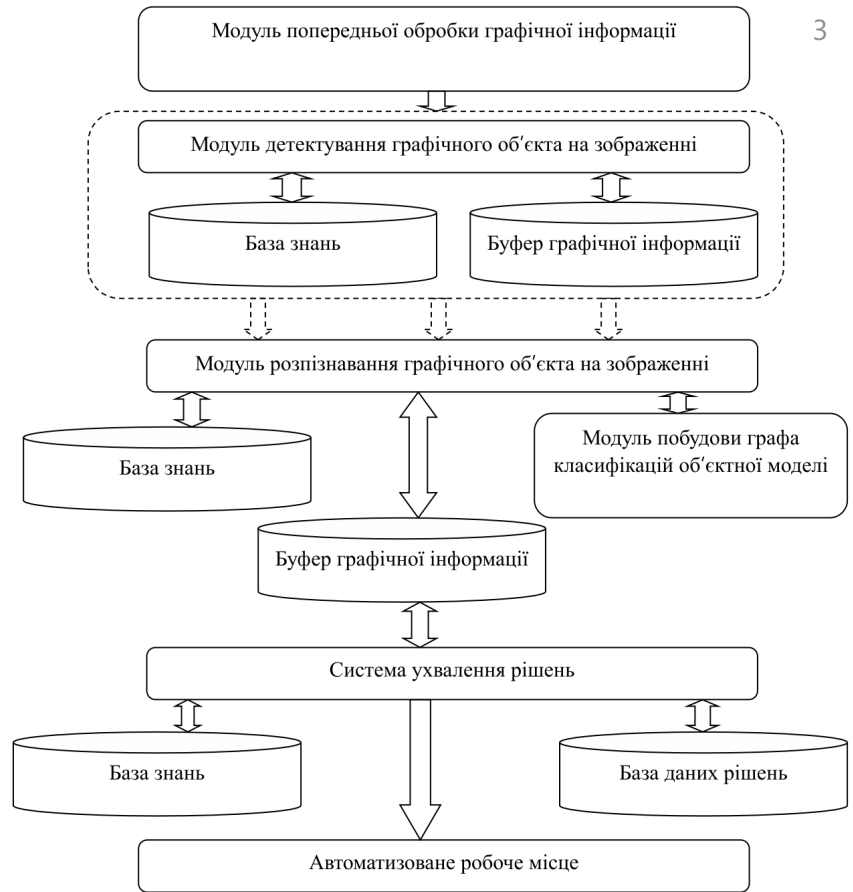 Модуль попередньої обробки графічної інформації
3
Модуль детектування графічного об’єкта на зображенні
База знань
Буфер графічної інформації
Модуль розпізнавання графічного об’єкта на зображенні
База знань
Модуль побудови графа
класифікацій об’єктної моделі
Буфер графічної інформації
Система ухвалення рішень
База знань
База даних рішень
Автоматизоване робоче місце